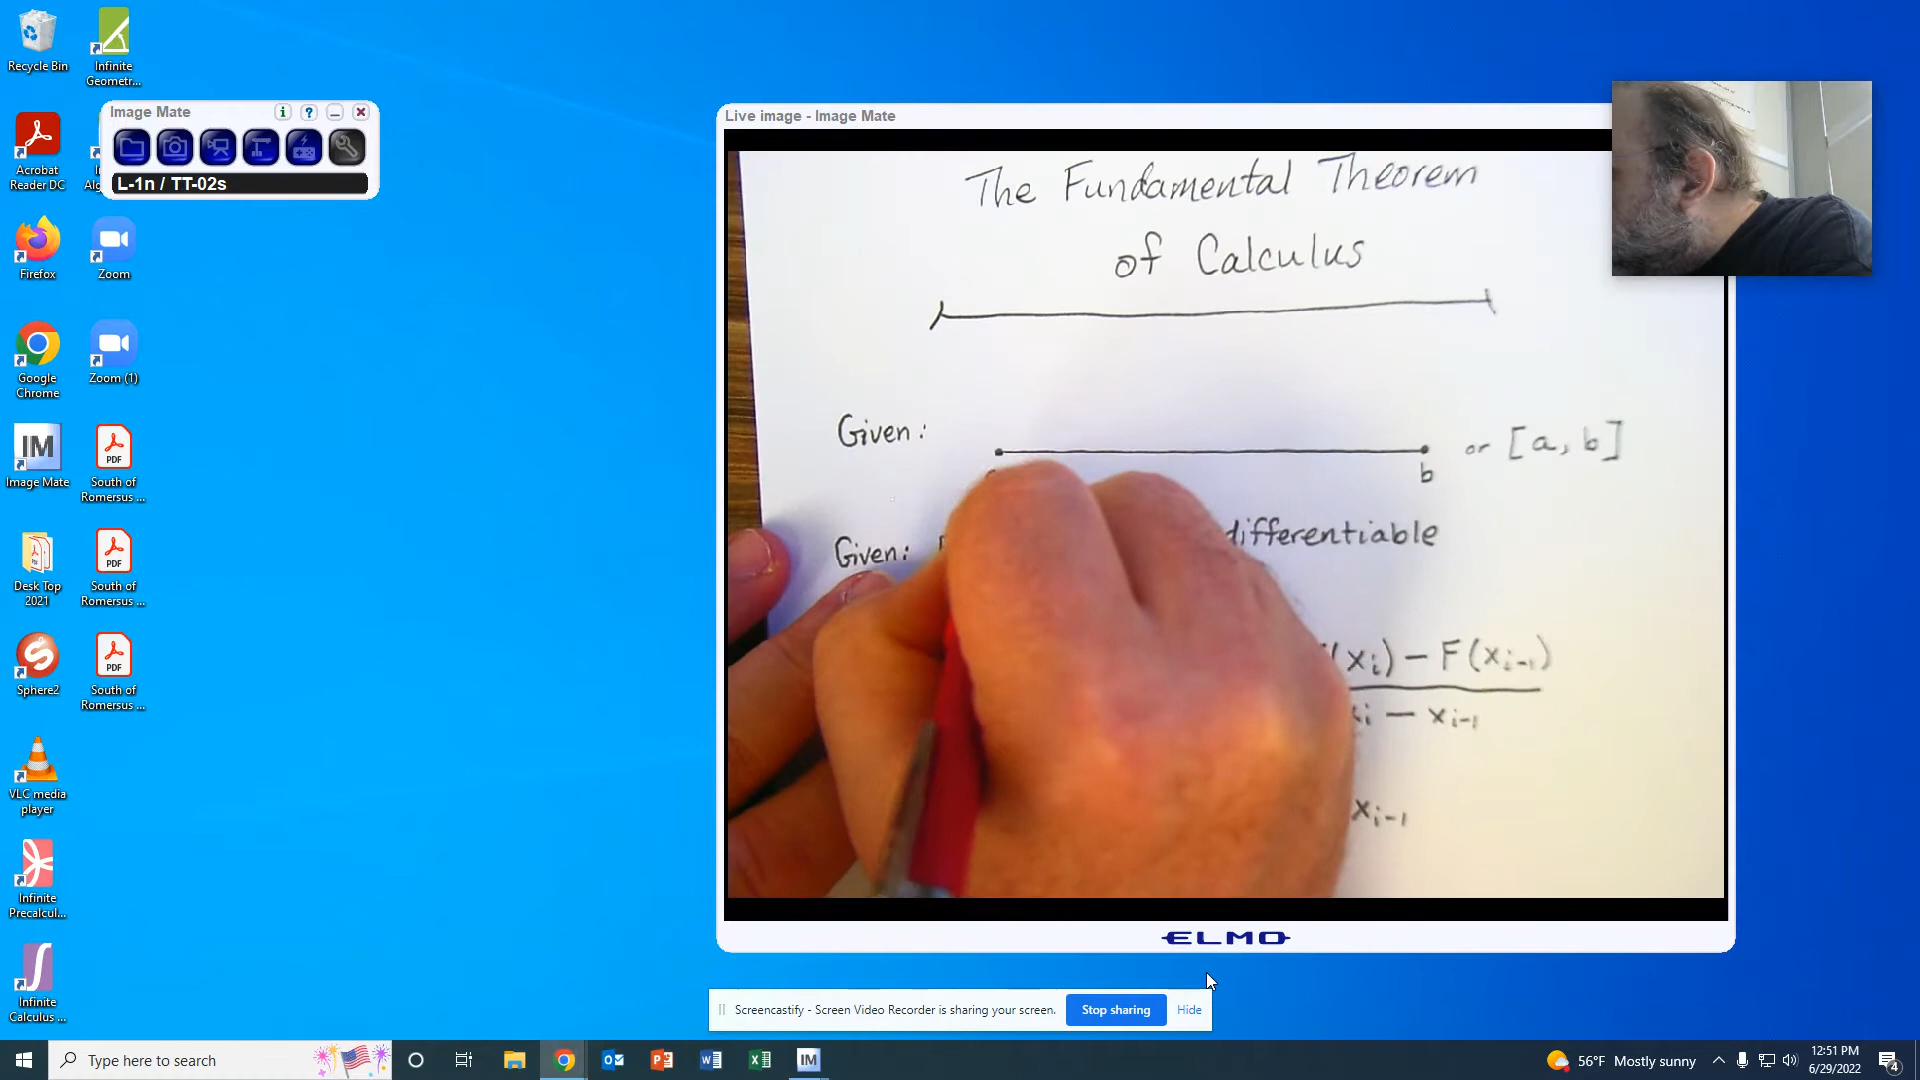 Recycle Bin
Infinite
Geometr...
Image Mate
L-1n / TT-02s
Acrobat
Reader DC
Firefox
Zoom
Google
Chrome
Zoom (1)
Image Mate
South of
Romersus ...
Desk Top
2021
South of
Romersus ...
Sphere2
South of
Romersus ...
VLC media
player
Infinite
Precalcul...
Infinite
Calculus ...
Live image - Image Mate
The Fundamental Theorem
of Calculus
Given:
b
or [a, b]
Given:
differentiable
(xᵢ) − F(xᵢ₋₁)
− xᵢ₋₁
xᵢ₋₁
ELMO
Screencastify - Screen Video Recorder is sharing your screen.
Stop sharing
Hide
Type here to search
56°F Mostly sunny
12:51 PM
6/29/2022
4